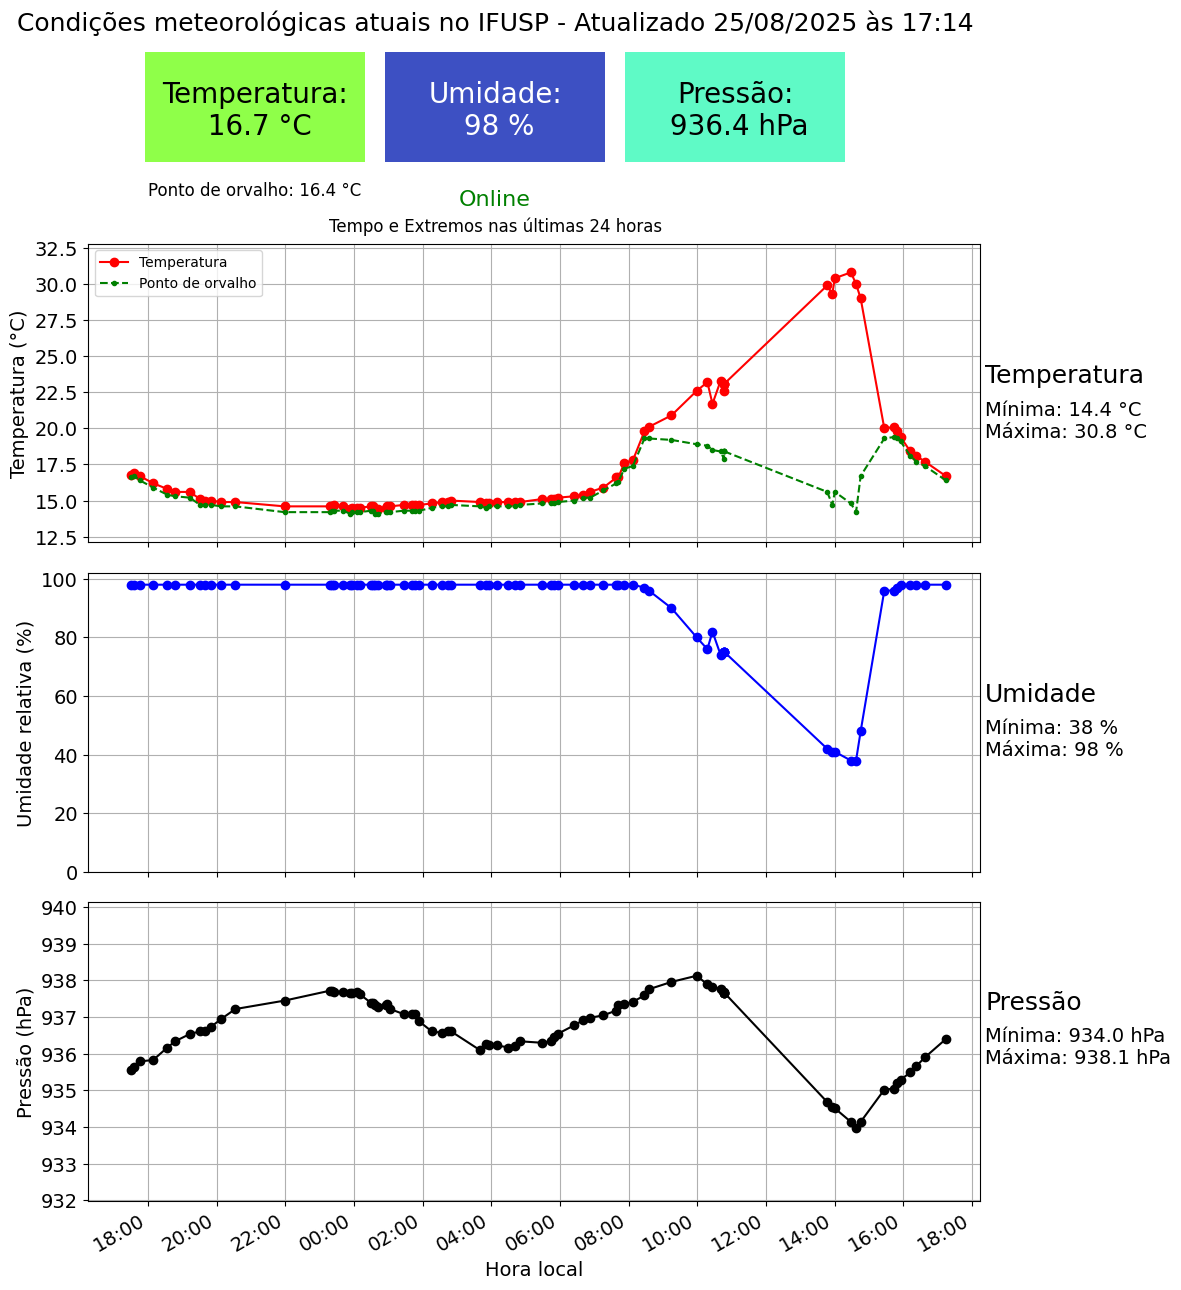 Condições meteorológicas atuais no IFUSP - Atualizado 25/08/2025 às 17:14
Temperatura:
16.7 °C
Umidade:
98 %
Pressão:
936.4 hPa
Ponto de orvalho: 16.4 °C
Online
Tempo e Extremos nas últimas 24 horas
Temperatura (°C)
32.5
30.0
27.5
25.0
22.5
20.0
17.5
15.0
12.5
Temperatura
Ponto de orvalho
Temperatura
Mínima: 14.4 °C
Máxima: 30.8 °C
Umidade relativa (%)
100
80
60
40
20
0
Umidade
Mínima: 38 %
Máxima: 98 %
Pressão (hPa)
940
939
938
937
936
935
934
933
932
Pressão
Mínima: 934.0 hPa
Máxima: 938.1 hPa
18:00 20:00 22:00 00:00 02:00 04:00 06:00 08:00 10:00 12:00 14:00 16:00 18:00
Hora local